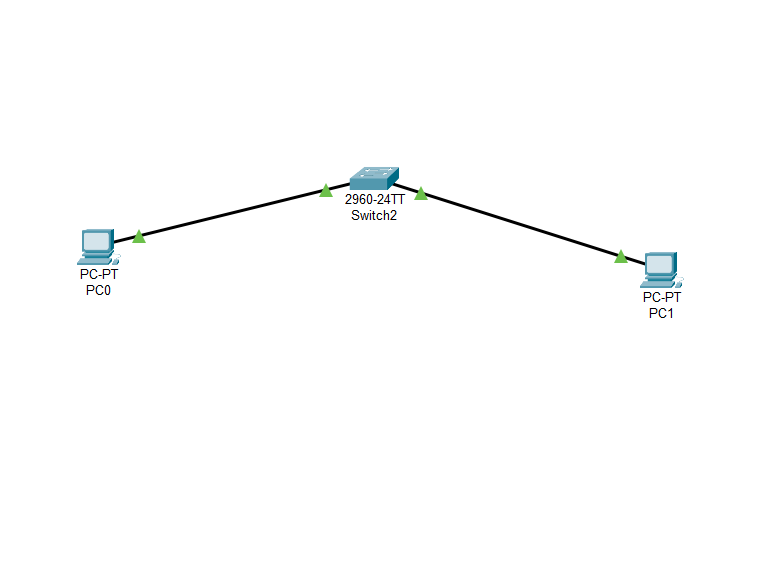 2960-24TT
Switch2
PC-PT
PC0
PC-PT
PC1